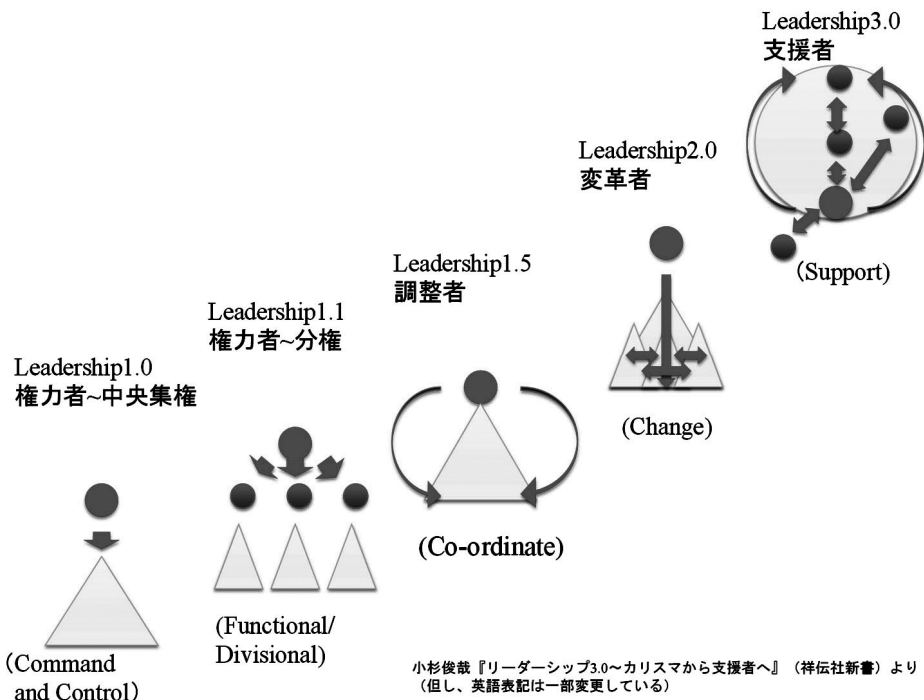 Leadership1.0
権力者~中央集権
(Command
and Control)
Leadership1.1
権力者~分権
(Functional/
Divisional)
Leadership1.5
調整者
(Co-ordinate)
Leadership2.0
変革者
(Change)
Leadership3.0
支援者
(Support)
小杉俊哉『リーダーシップ3.0〜カリスマから支援者へ』（祥伝社新書）より
（但し、英語表記は一部変更している）